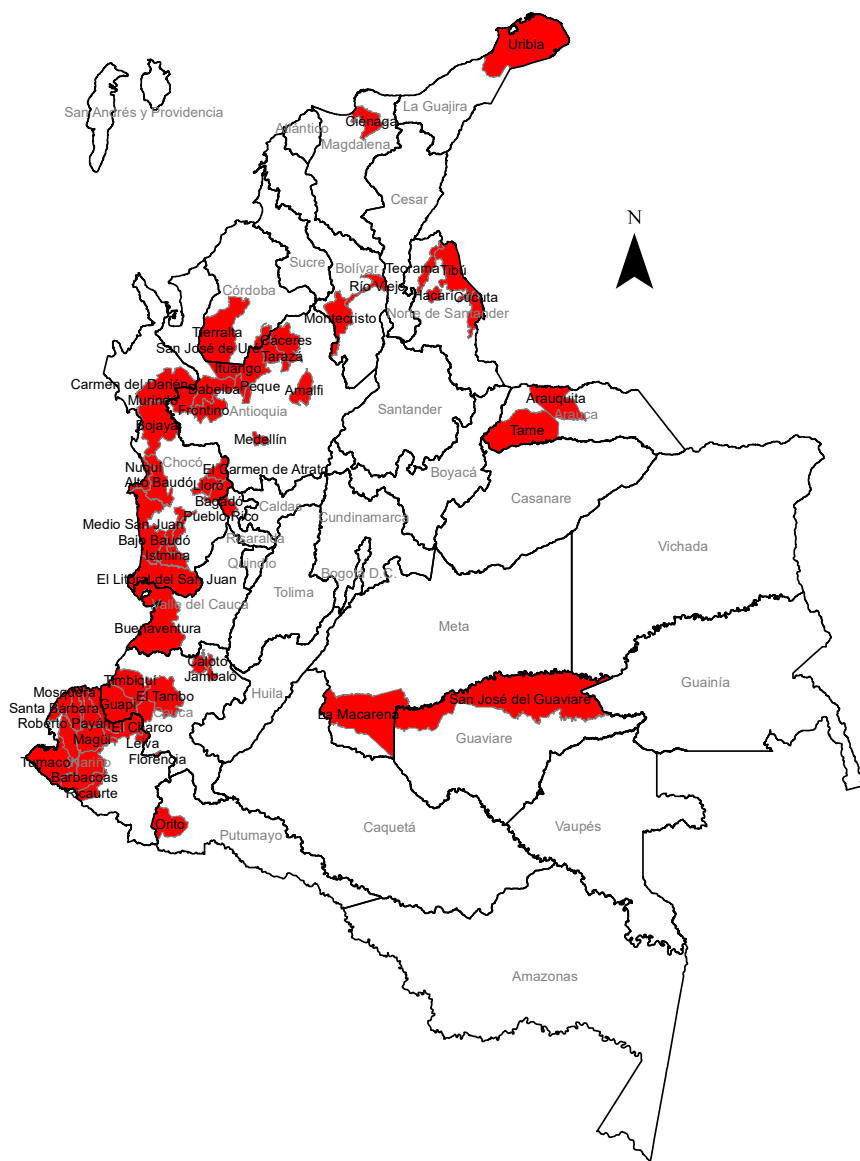 Uribia
La Guajira
San Andrés y Providencia
Ciénaga
Atlántico
Magdalena
Cesar
N
Sucre
Bolívar
Teorama
Tibú
Córdoba
Río Viejo
Hacarí
Cúcuta
Montecristo
Norte de Santander
Tierralta
Cáceres
San José de Ure
Tarazá
Ituango
Carmen del Darién
Dabeiba
Peque
Amalfi
Murindó
Frontino
Antioquia
Santander
Arauquita
Arauca
Bojaya
Medellín
Tame
Chocó
Nuquí
El Carmen de Atrato
Boyacá
Alto Baudó
Lloró
Casanare
Bagadó
Caldas
Pueblo Rico
Cundinamarca
Medio San Juan
Bajo Baudó
Risaralda
Vichada
Istmina
Quindío
Bogotá D.C.
El Litoral del San Juan
Tolima
Valle del Cauca
Buenaventura
Meta
Caloto
Jambaló
Timbiquí
Huila
Guainía
Mosquera
El Tambo
San José del Guaviare
Santa Bárbara
Guapi
Cauca
La Macarena
Roberto Payán
El Charco
Magüi
Leiva
Guaviare
Tumaco
Nariño
Florencia
Barbacoas
Ricaurte
Orito
Putumayo
Caquetá
Vaupés
Amazonas